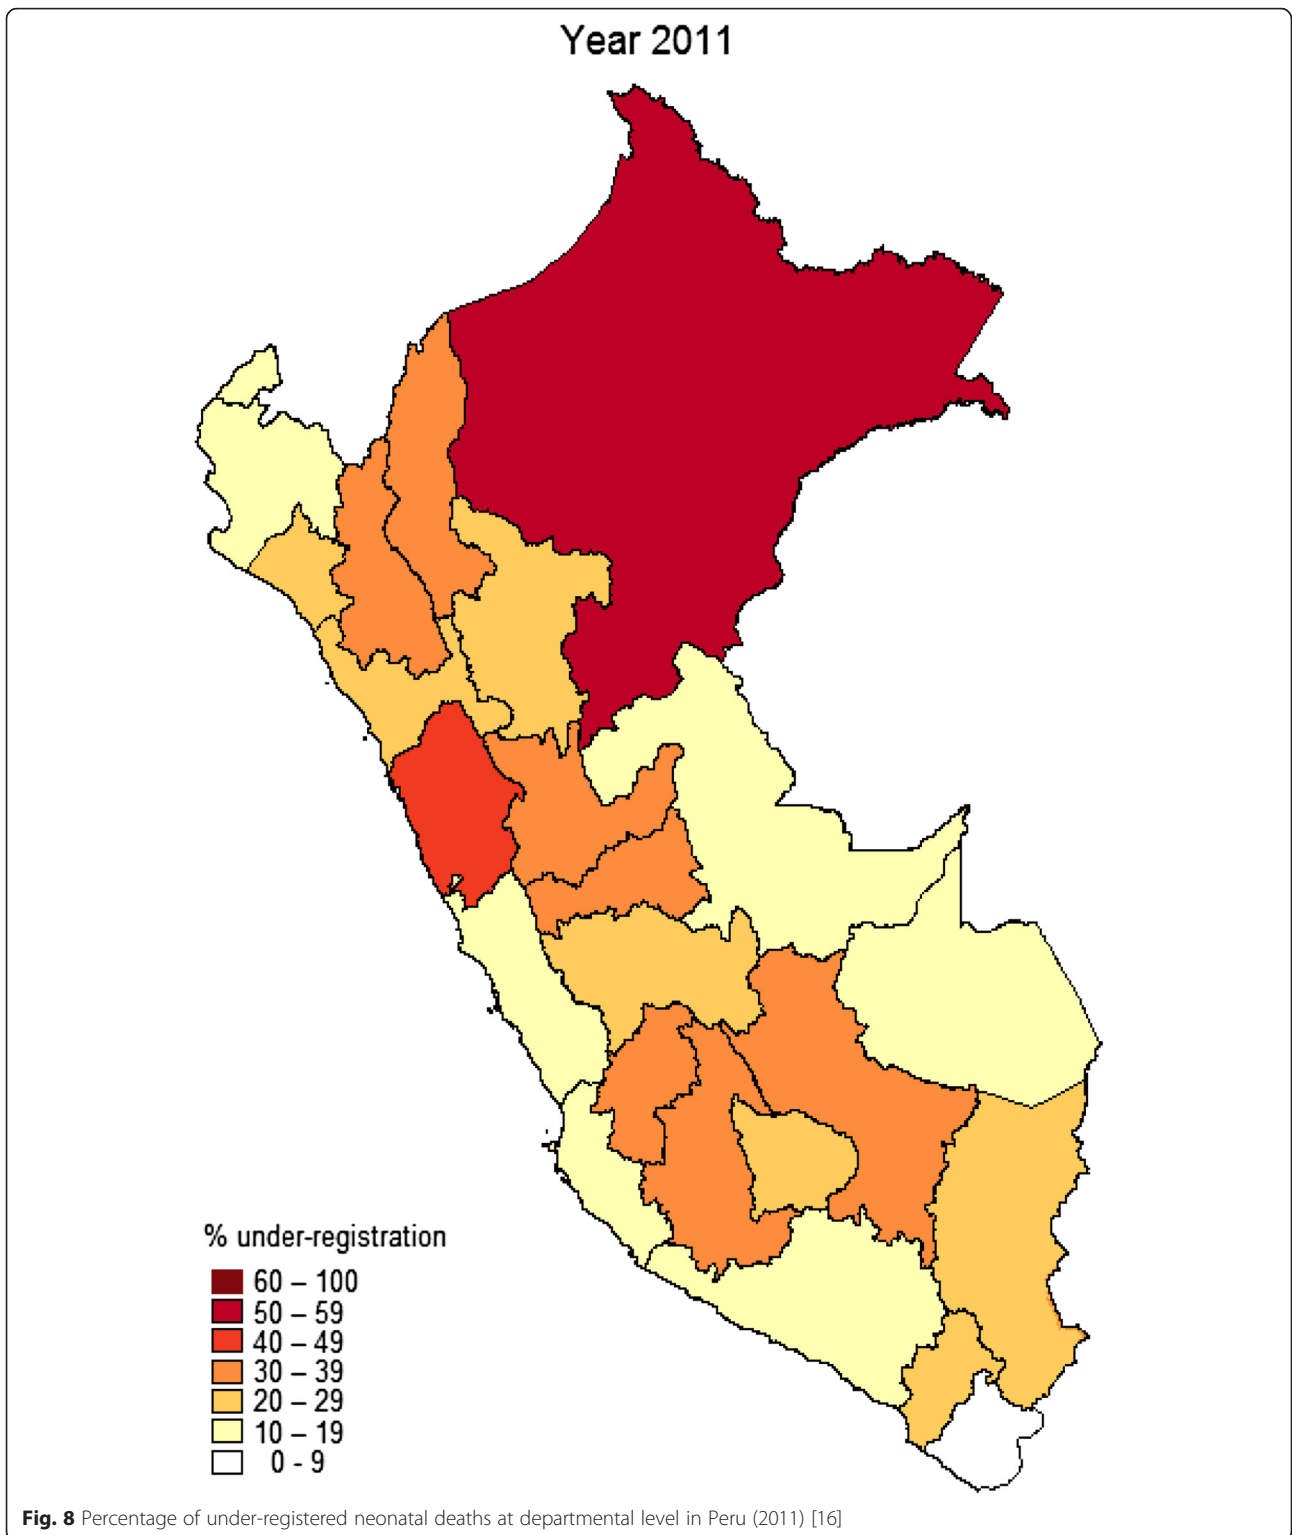 Year 2011
% under-registration
60 – 100
50 – 59
40 – 49
30 – 39
20 – 29
10 – 19
0 - 9
Fig. 8 Percentage of under-registered neonatal deaths at departmental level in Peru (2011) [16]